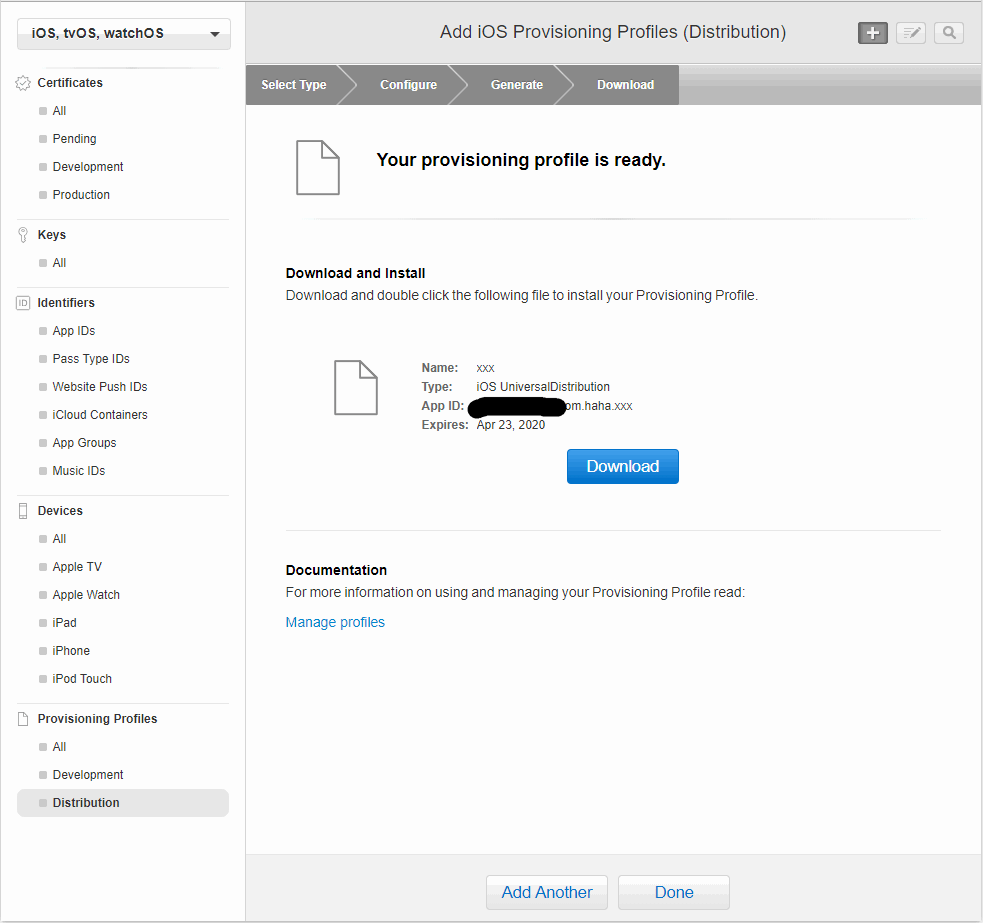 iOS, tvOS, watchOS
Add iOS Provisioning Profiles (Distribution)
Certificates
All
Pending
Development
Production
Keys
All
ID Identifiers
App IDs
Pass Type IDs
Website Push IDs
iCloud Containers
App Groups
Music IDs
Devices
All
Apple TV
Apple Watch
iPad
iPhone
iPod Touch
Provisioning Profiles
All
Development
Distribution
Select Type Configure Generate Download
Your provisioning profile is ready.
Download and Install
Download and double click the following file to install your Provisioning Profile.
Name: xxx
Type: iOS UniversalDistribution
App ID: om.haha.xxx
Expires: Apr 23, 2020
Download
Documentation
For more information on using and managing your Provisioning Profile read:
Manage profiles
Add Another Done